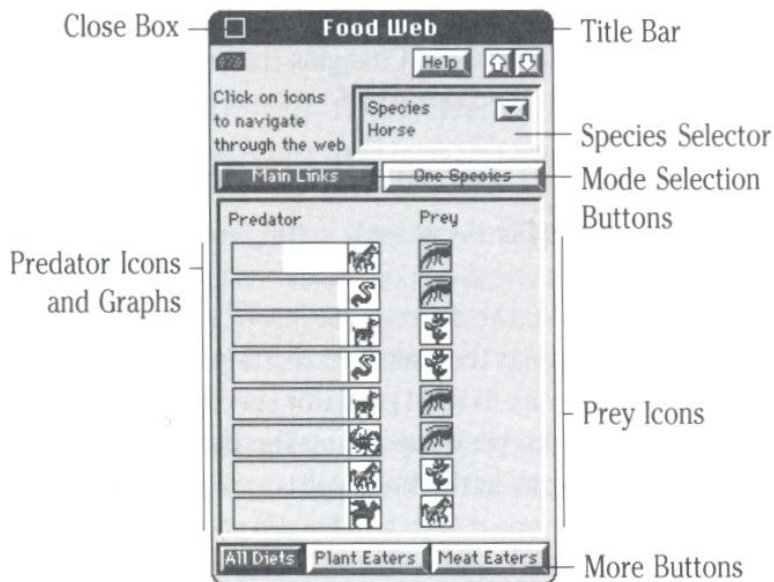 Close Box
Food Web
Title Bar
Help
Click on icons
to navigate
through the web
Species
Horse
Species Selector
Main Links
One Species
Mode Selection
Buttons
Predator
Prey
Predator Icons
and Graphs
Prey Icons
All Diets
Plant Eaters
Meat Eaters
More Buttons